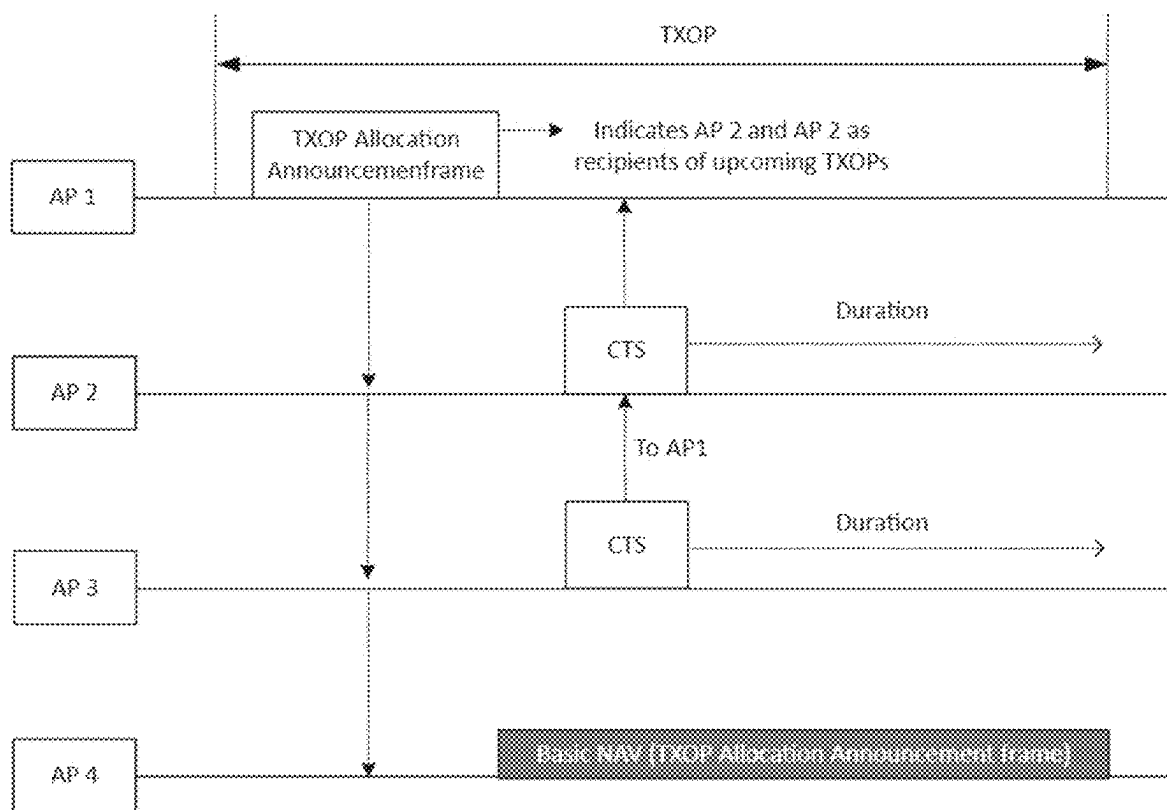 TXOP
TXOP Allocation
Announcemenframe
Indicates AP 2 and AP 2 as
recipients of upcoming TXOPs
AP 1
CTS
Duration
AP 2
To AP1
CTS
Duration
AP 3
Basic NAV (TXOP Allocation Announcement frame)
AP 4